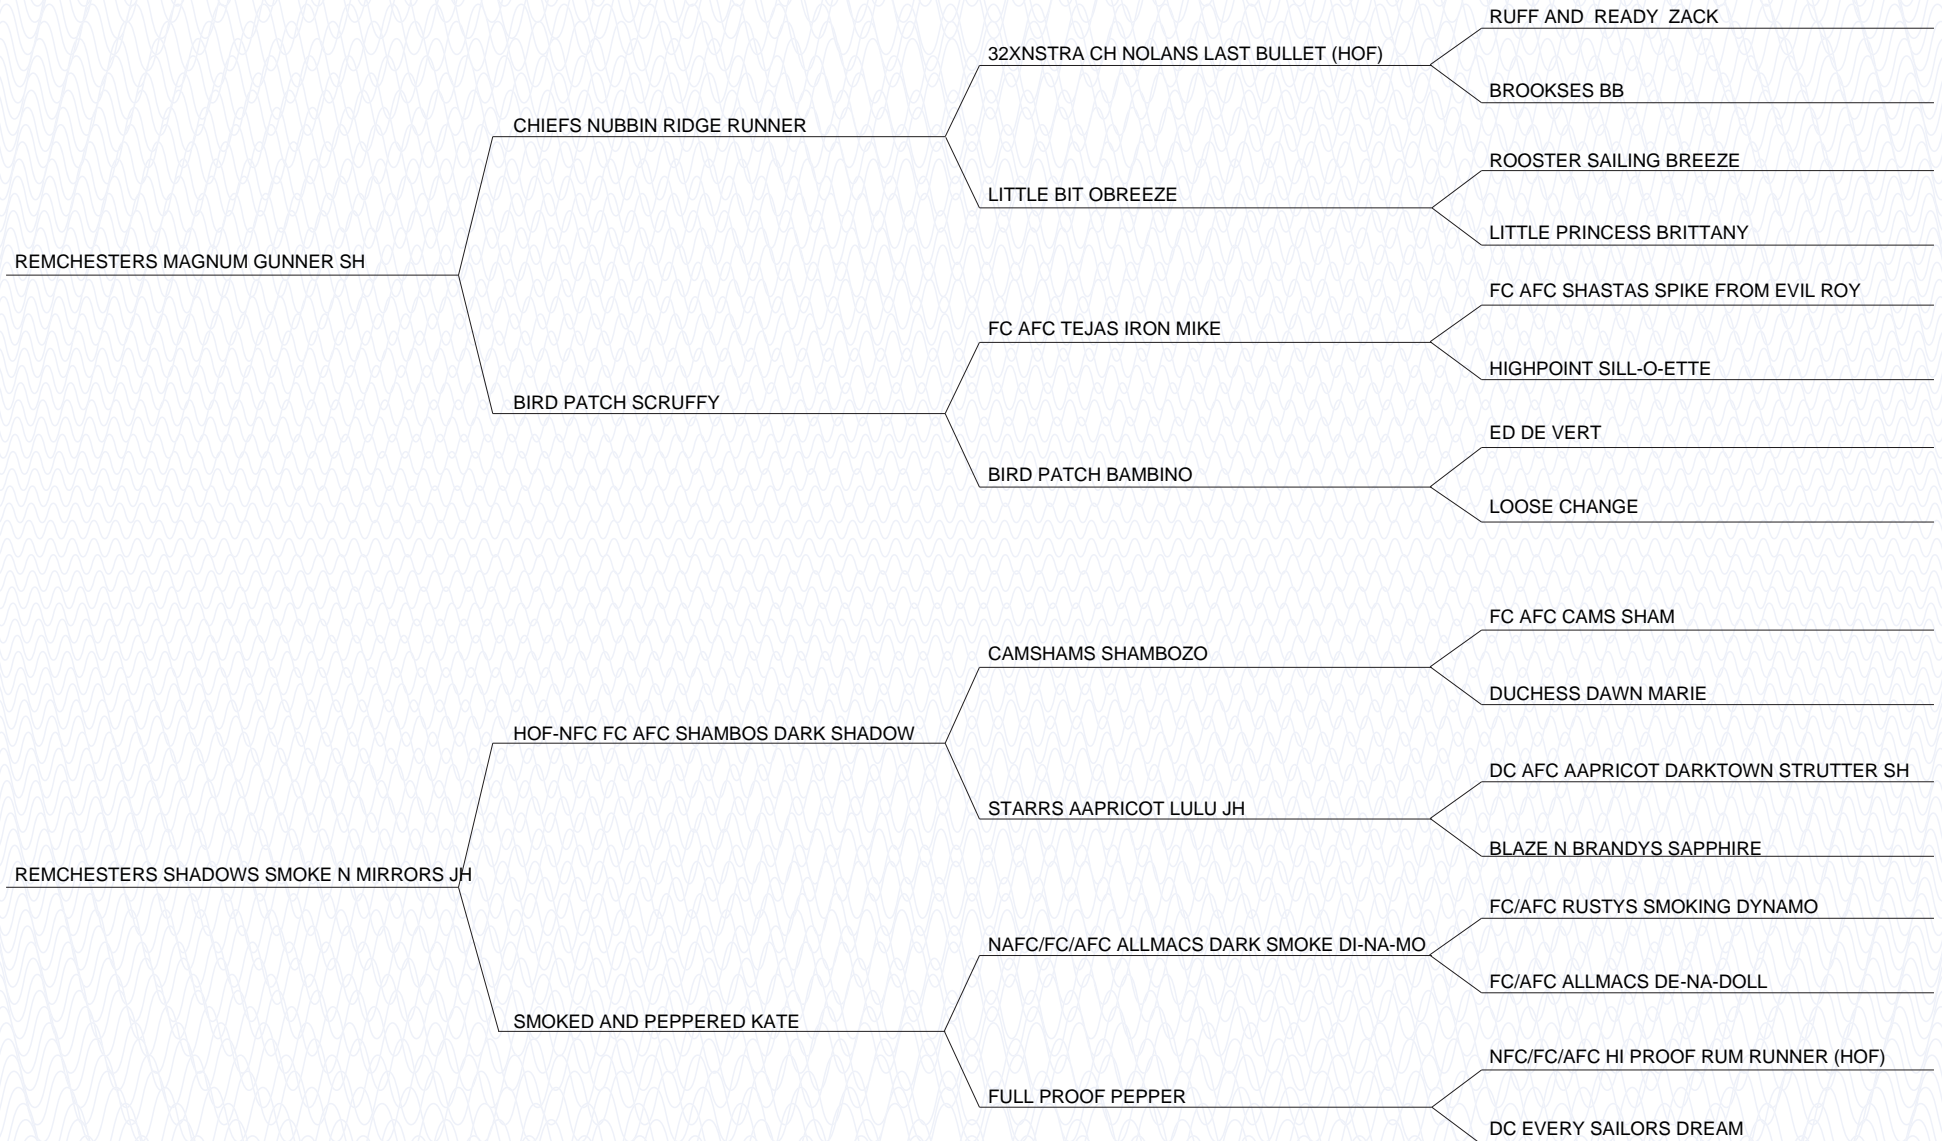 RUFF AND  READY  ZACK
32XNSTRA CH NOLANS LAST BULLET (HOF)
BROOKSES BB
CHIEFS NUBBIN RIDGE RUNNER
ROOSTER SAILING BREEZE
LITTLE BIT OBREEZE
LITTLE PRINCESS BRITTANY
REMCHESTERS MAGNUM GUNNER SH
FC AFC SHASTAS SPIKE FROM EVIL ROY
FC AFC TEJAS IRON MIKE
HIGHPOINT SILL-O-ETTE
BIRD PATCH SCRUFFY
ED DE VERT
BIRD PATCH BAMBINO
LOOSE CHANGE
FC AFC CAMS SHAM
CAMSHAMS SHAMBOZO
DUCHESS DAWN MARIE
HOF-NFC FC AFC SHAMBOS DARK SHADOW
DC AFC AAPRICOT DARKTOWN STRUTTER SH
STARRS AAPRICOT LULU JH
BLAZE N BRANDYS SAPPHIRE
REMCHESTERS SHADOWS SMOKE N MIRRORS JH
FC/AFC RUSTYS SMOKING DYNAMO
NAFC/FC/AFC ALLMACS DARK SMOKE DI-NA-MO
FC/AFC ALLMACS DE-NA-DOLL
SMOKED AND PEPPERED KATE
NFC/FC/AFC HI PROOF RUM RUNNER (HOF)
FULL PROOF PEPPER
DC EVERY SAILORS DREAM